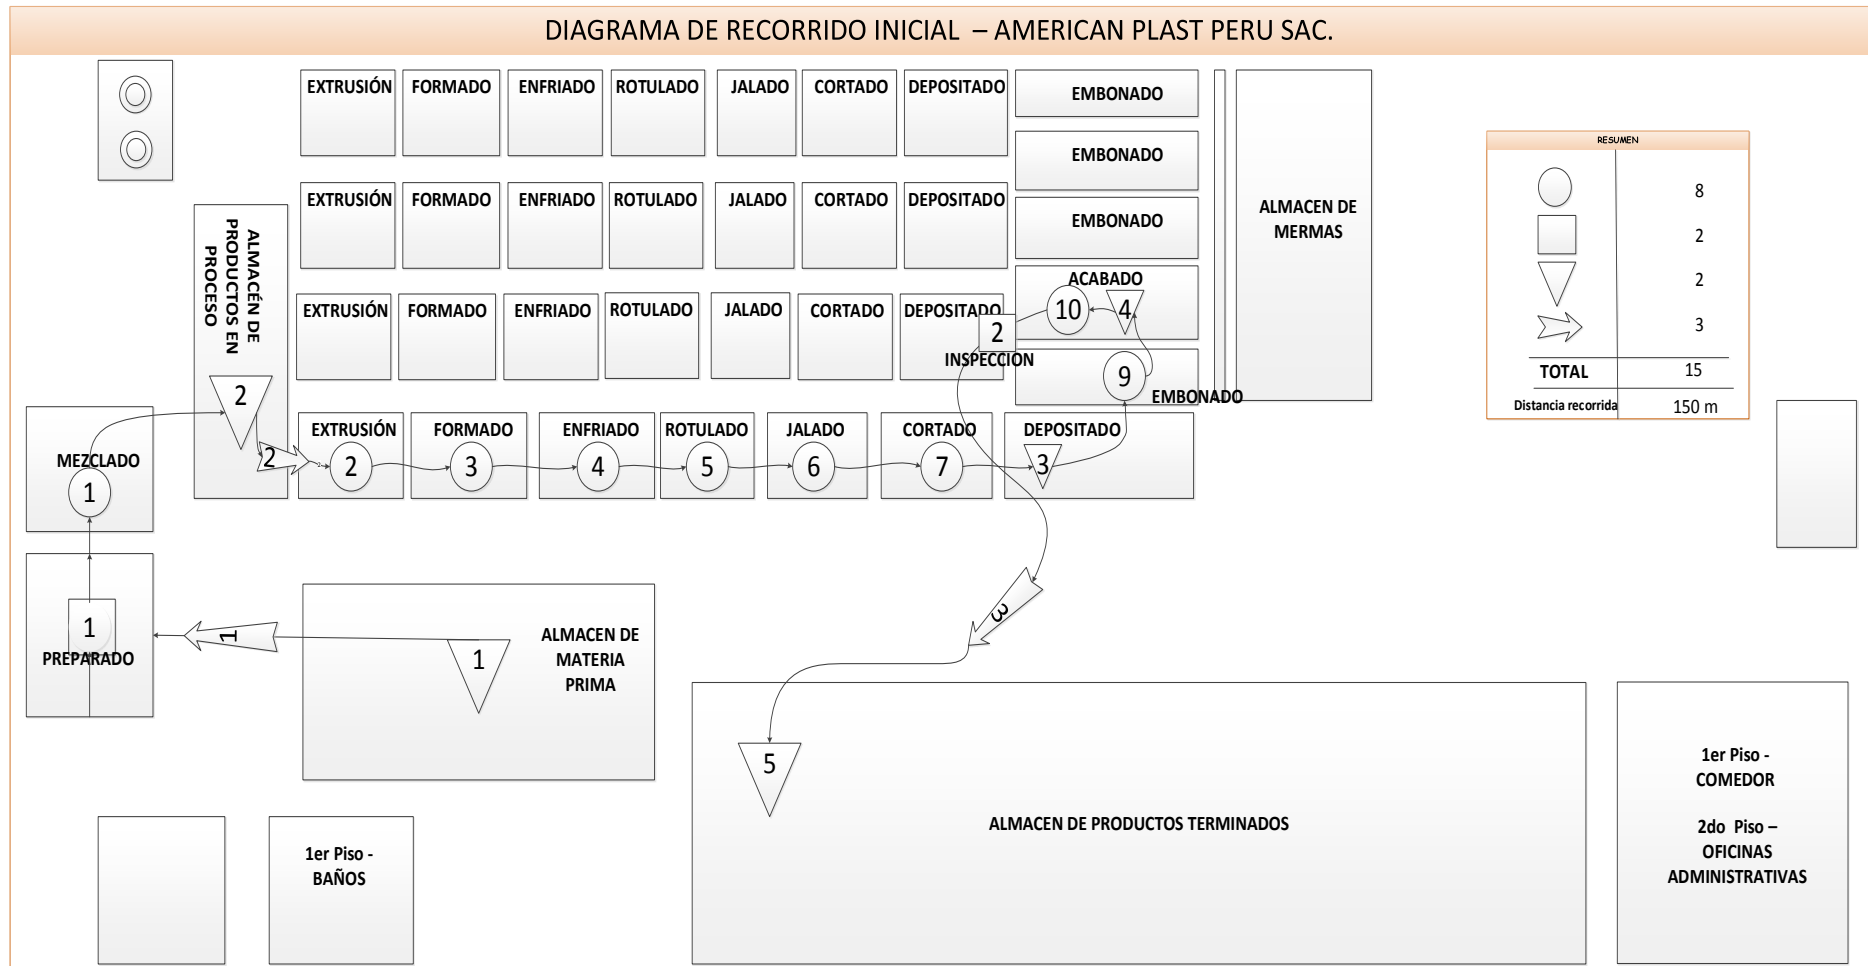 DIAGRAMA DE RECORRIDO INICIAL – AMERICAN PLAST PERU SAC.
EXTRUSIÓN
FORMADO
ENFRIADO
ROTULADO
JALADO
CORTADO
DEPOSITADO
EMBONADO
EMBONADO
EXTRUSIÓN
FORMADO
ENFRIADO
ROTULADO
JALADO
CORTADO
DEPOSITADO
EMBONADO
ALMACEN DE
MERMAS
RESUMEN
8
2
2
3
TOTAL 15
Distancia recorrida 150 m
ALMACÉN DE
PRODUCTOS EN
PROCESO
2
2
EXTRUSIÓN
FORMADO
ENFRIADO
ROTULADO
JALADO
CORTADO
DEPOSITADO
ACABADO
10
4
2
INSPECCION
9
EMBONADO
MEZCLADO
1
EXTRUSIÓN
2
FORMADO
3
ENFRIADO
4
ROTULADO
5
JALADO
6
CORTADO
7
DEPOSITADO
3
1
PREPARADO
1
1
ALMACEN DE
MATERIA
PRIMA
3
5
ALMACEN DE PRODUCTOS TERMINADOS
1er Piso -
COMEDOR
2do Piso –
OFICINAS
ADMINISTRATIVAS
1er Piso -
BAÑOS